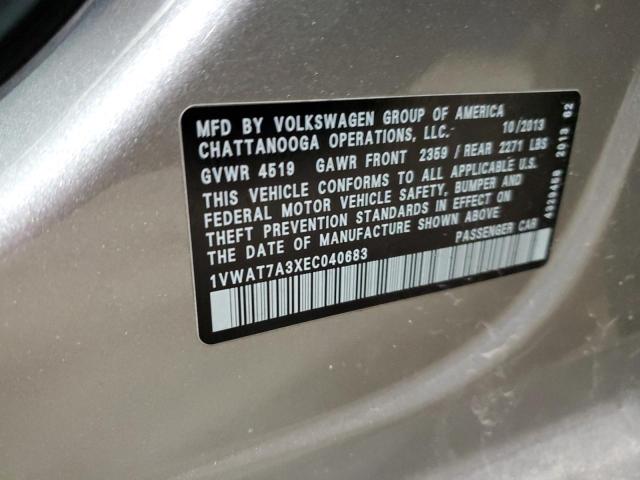 MFD BY VOLKSWAGEN GROUP OF AMERICA
CHATTANOOGA OPERATIONS, LLC. 10/2013
GVWR 4519 GAWR FRONT 2359 / REAR 2271 LBS
THIS VEHICLE CONFORMS TO ALL APPLICABLE U.S.
FEDERAL MOTOR VEHICLE SAFETY, BUMPER AND
THEFT PREVENTION STANDARDS IN EFFECT ON
THE DATE OF MANUFACTURE SHOWN ABOVE
PASSENGER CAR
1VWAT7A3XEC040683
2013 02